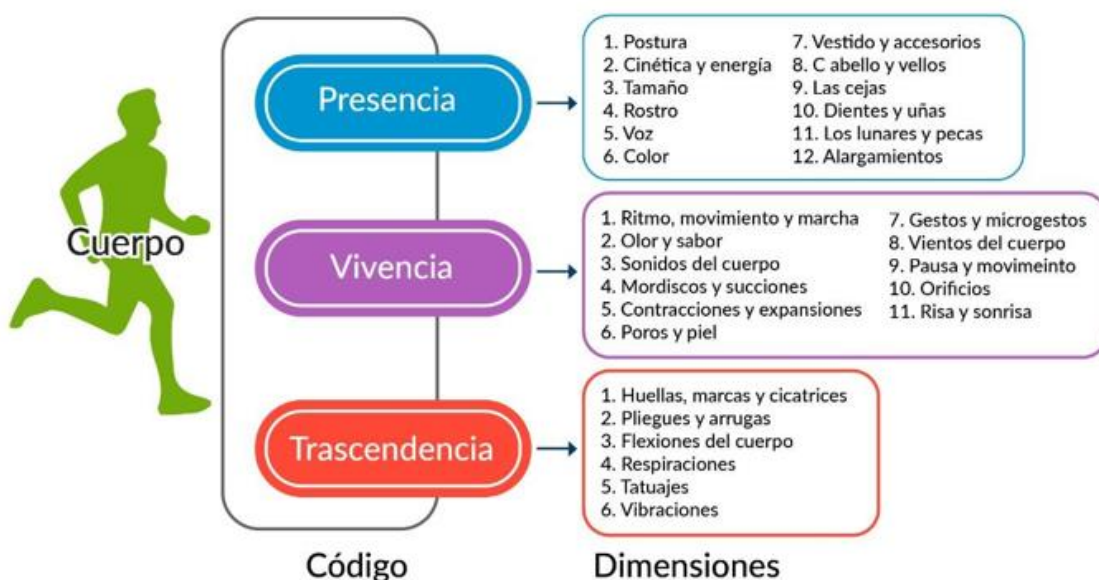 Cuerpo
Presencia
1. Postura
2. Cinética y energía
3. Tamaño
4. Rostro
5. Voz
6. Color
7. Vestido y accesorios
8. C abello y vellos
9. Las cejas
10. Dientes y uñas
11. Los lunares y pecas
12. Alargamientos
Vivencia
1. Ritmo, movimiento y marcha
2. Olor y sabor
3. Sonidos del cuerpo
4. Mordiscos y succiones
5. Contracciones y expansiones
6. Poros y piel
7. Gestos y microgestos
8. Vientos del cuerpo
9. Pausa y movimeinto
10. Orificios
11. Risa y sonrisa
Trascendencia
1. Huellas, marcas y cicatrices
2. Pliegues y arrugas
3. Flexiones del cuerpo
4. Respiraciones
5. Tatuajes
6. Vibraciones
Código
Dimensiones